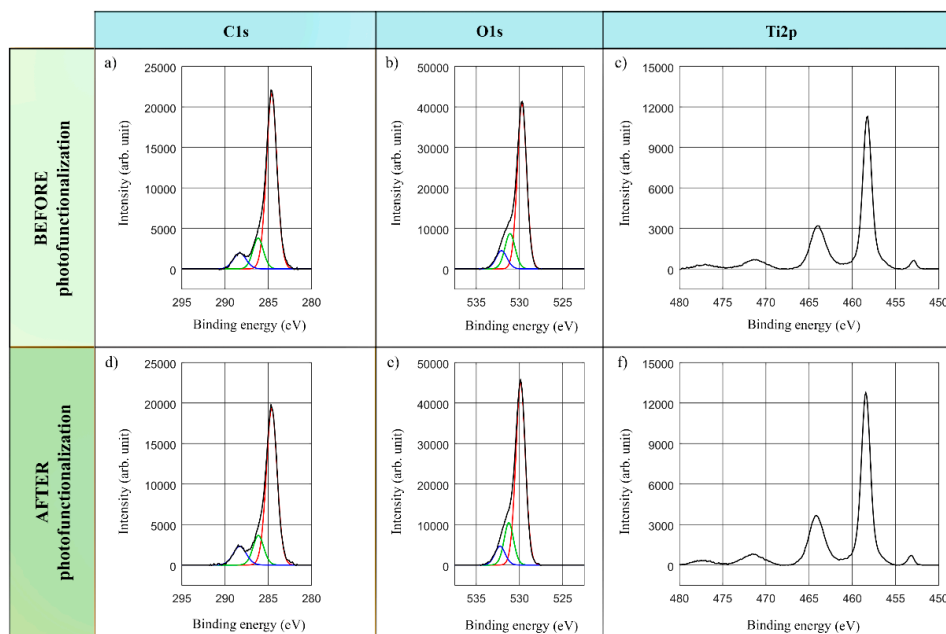 C1s
O1s
Ti2p
BEFORE
photofunctionalization
a)
25000
20000
15000
10000
5000
0
295
290
285
280
Intensity (arb. unit)
Binding energy (eV)
b)
50000
40000
30000
20000
10000
0
535
530
525
Intensity (arb. unit)
Binding energy (eV)
c)
15000
12000
9000
6000
3000
0
480
475
470
465
460
455
450
Intensity (arb. unit)
Binding energy (eV)
AFTER
photofunctionalization
d)
25000
20000
15000
10000
5000
0
295
290
285
280
Intensity (arb. unit)
Binding energy (eV)
e)
50000
40000
30000
20000
10000
0
535
530
525
Intensity (arb. unit)
Binding energy (eV)
f)
15000
12000
9000
6000
3000
0
480
475
470
465
460
455
450
Intensity (arb. unit)
Binding energy (eV)